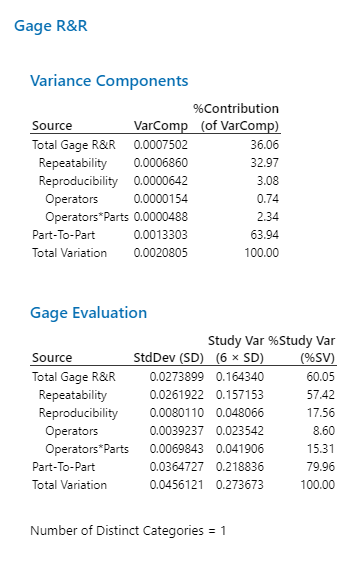 Gage R&R
Variance Components
%Contribution
Source VarComp (of VarComp)
Total Gage R&R 0.0007502 36.06
Repeatability 0.0006860 32.97
Reproducibility 0.0000642 3.08
Operators 0.0000154 0.74
Operators*Parts 0.0000488 2.34
Part-To-Part 0.0013303 63.94
Total Variation 0.0020805 100.00
Gage Evaluation
Study Var %Study Var
Source StdDev (SD) (6 × SD) (%SV)
Total Gage R&R 0.0273899 0.164340 60.05
Repeatability 0.0261922 0.157153 57.42
Reproducibility 0.0080110 0.048066 17.56
Operators 0.0039237 0.023542 8.60
Operators*Parts 0.0069843 0.041906 15.31
Part-To-Part 0.0364727 0.218836 79.96
Total Variation 0.0456121 0.273673 100.00
Number of Distinct Categories = 1